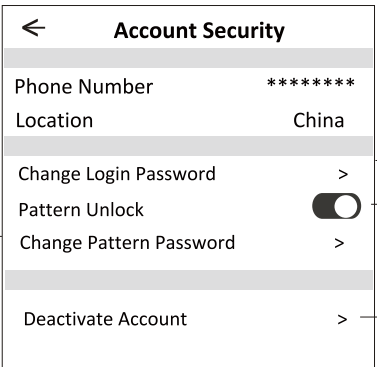 Account Security
Phone Number ********
Location China
Change Login Password >
Pattern Unlock
Change Pattern Password >
Deactivate Account >